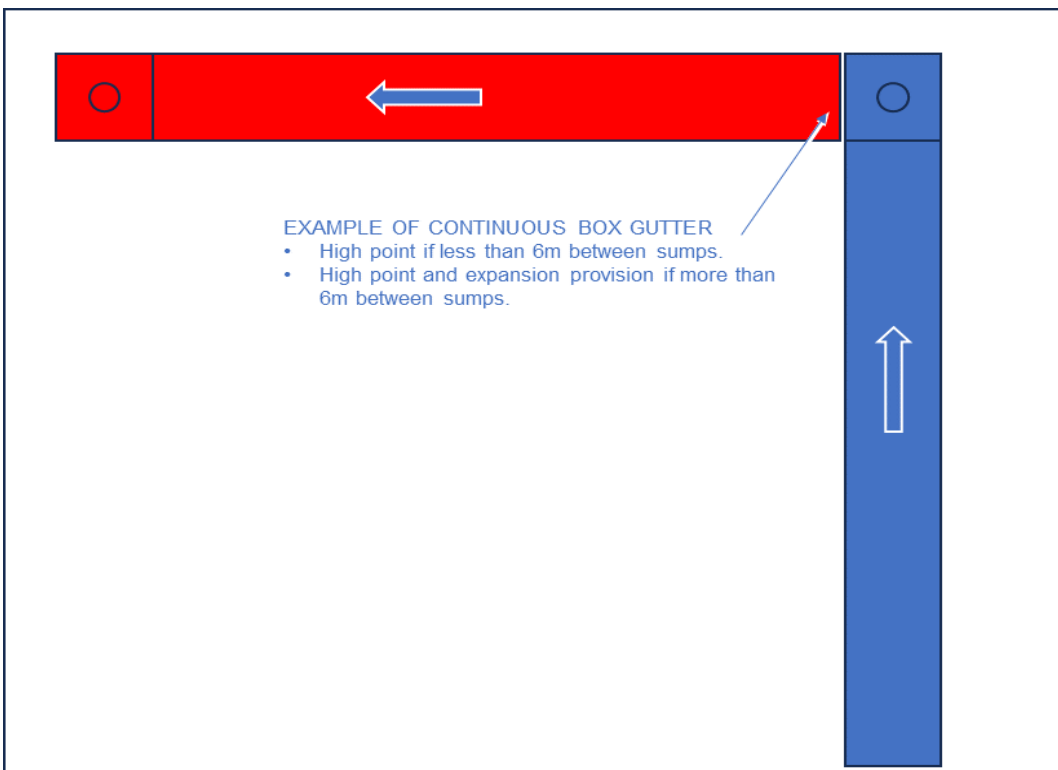 EXAMPLE OF CONTINUOUS BOX GUTTER
• High point if less than 6m between sumps.
• High point and expansion provision if more than
6m between sumps.